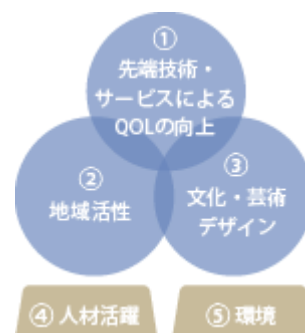 ①
先端技術・
サービスによる
QOLの向上
②
地域活性
③
文化・芸術
デザイン
④ 人材活躍
⑤ 環境